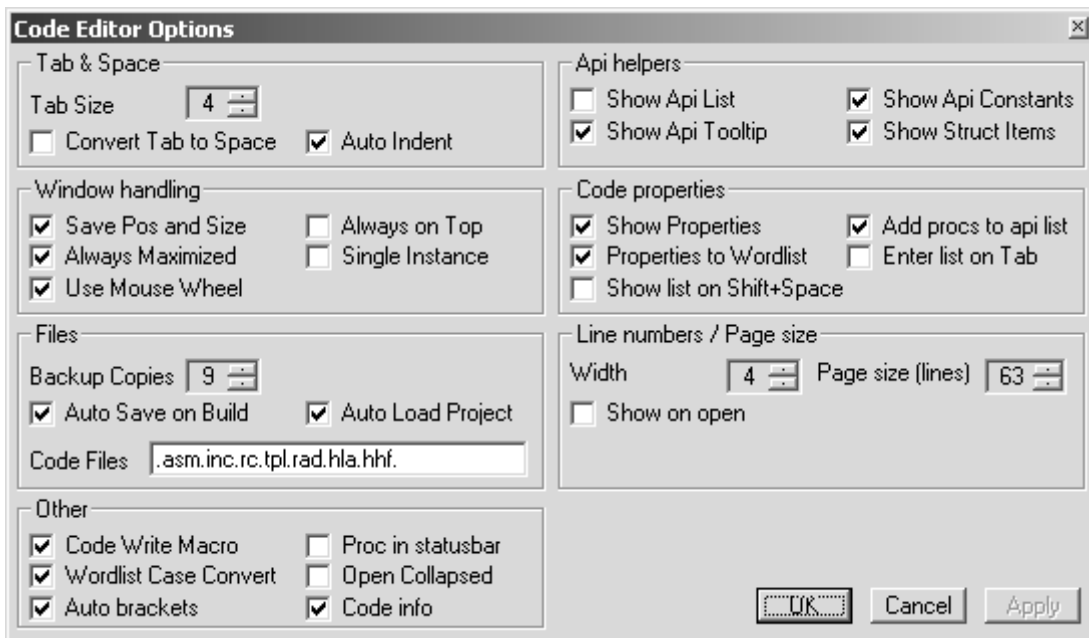 Code Editor Options
Tab & Space
Tab Size 4
Convert Tab to Space Auto Indent
Window handling
Save Pos and Size Always on Top
Always Maximized Single Instance
Use Mouse Wheel
Files
Backup Copies 9
Auto Save on Build Auto Load Project
Code Files .asm.inc.rc.tpl.rad.hla.hhf.
Other
Code Write Macro Proc in statusbar
Wordlist Case Convert Open Collapsed
Auto brackets Code info
Api helpers
Show Api List Show Api Constants
Show Api Tooltip Show Struct Items
Code properties
Show Properties Add procs to api list
Properties to Wordlist Enter list on Tab
Show list on Shift+Space
Line numbers / Page size
Width 4 Page size (lines) 63
Show on open
OK Cancel Apply